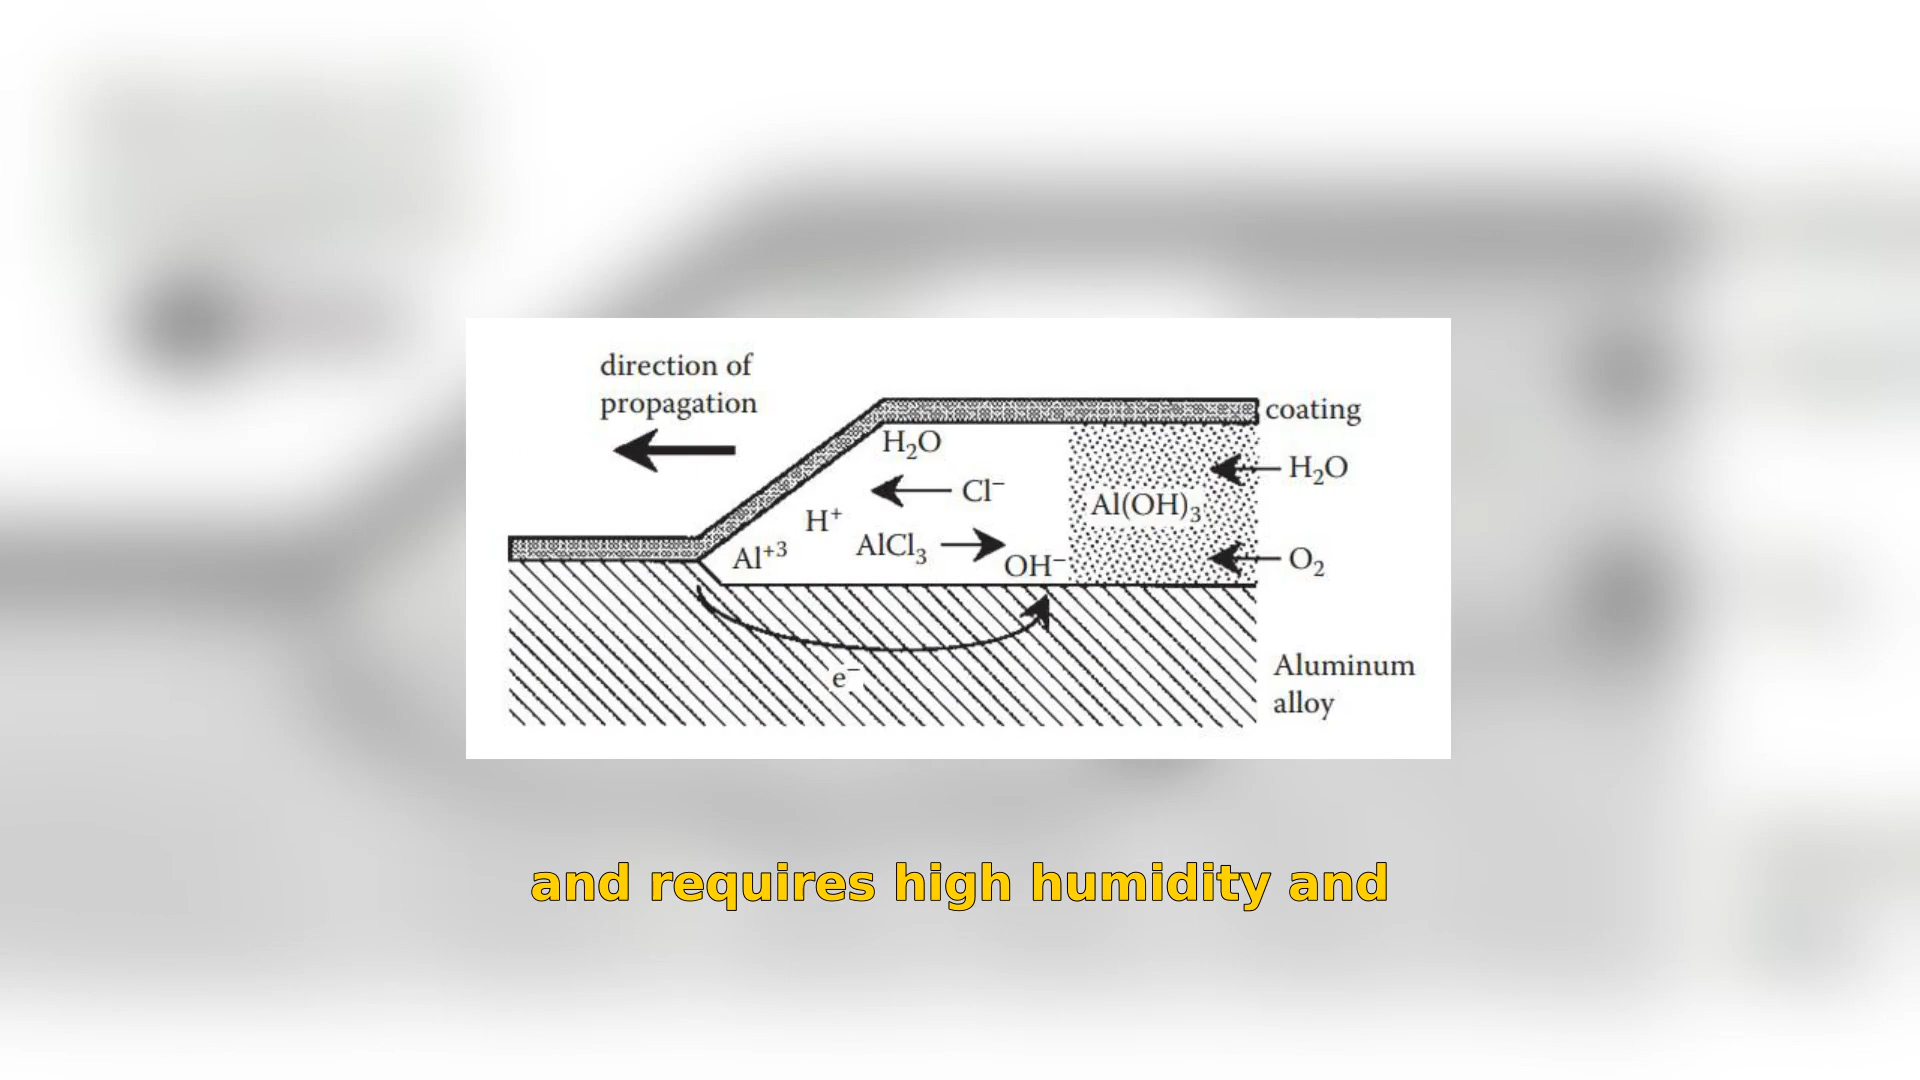 direction of
propagation
coating
H₂O
H₂O
Cl⁻
Al(OH)₃
H⁺
Al⁺³
AlCl₃
OH⁻
O₂
e⁻
Aluminum
alloy
and requires high humidity and